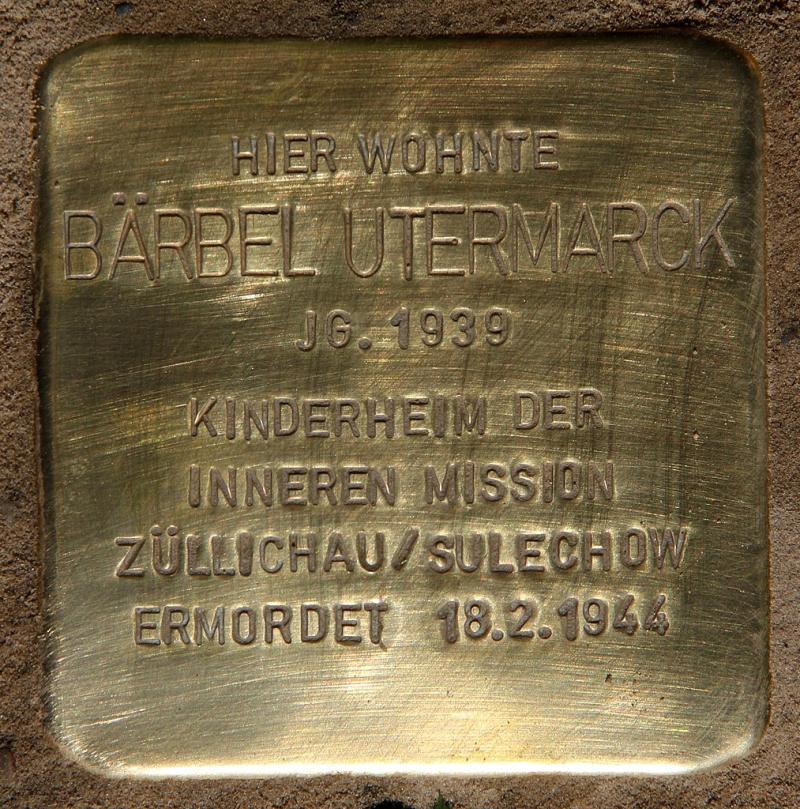 HIER WOHNTE
BÄRBEL UTERMARCK
JG. 1939
KINDERHEIM DER
INNEREN MISSION
ZÜLLICHAU/SULECHOW
ERMORDET 18.2.1944